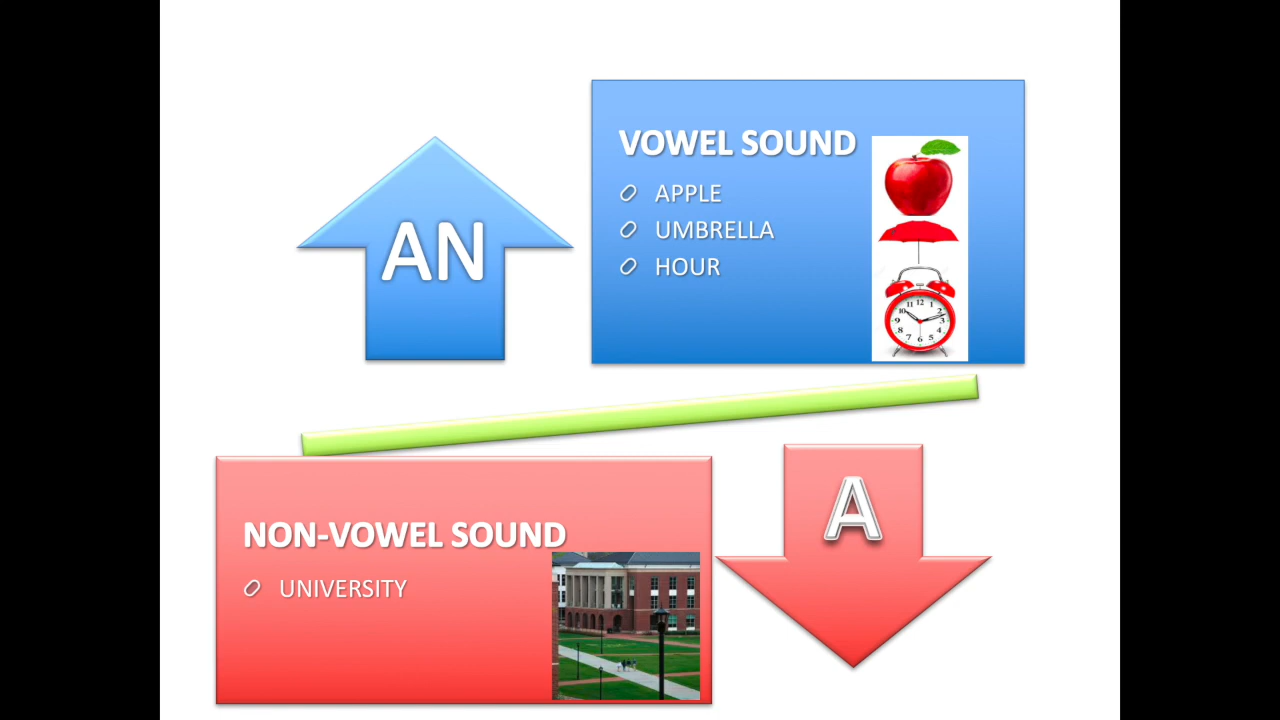 AN
VOWEL SOUND
APPLE
UMBRELLA
HOUR
NON-VOWEL SOUND
UNIVERSITY
A